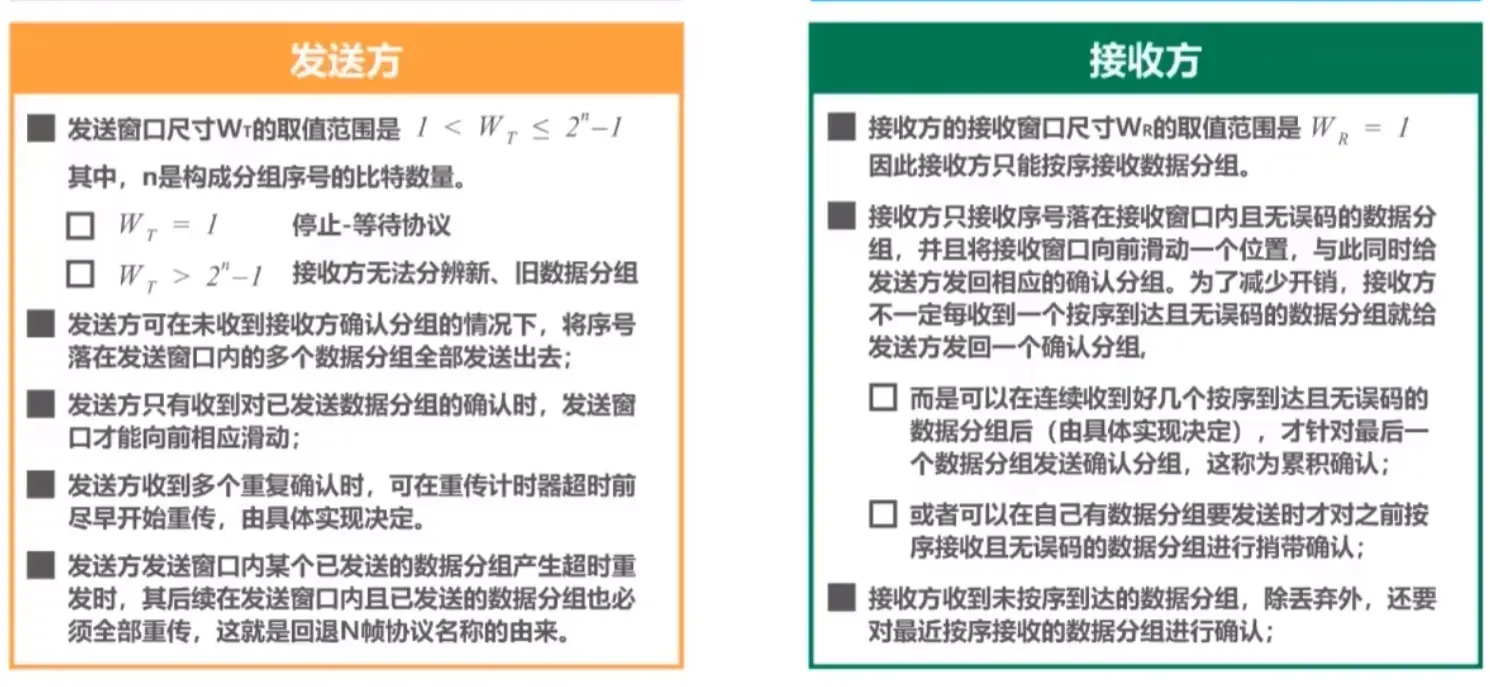 发送方
发送窗口尺寸WT的取值范围是 1 < WT ≤ 2^n–1
其中，n是构成分组序号的比特数量。
WT = 1 停止-等待协议
WT > 2^n–1 接收方无法分辨新、旧数据分组
发送方可在未收到接收方确认分组的情况下，将序号
落在发送窗口内的多个数据分组全部发送出去；
发送方只有收到对已发送数据分组的确认时，发送窗
口才能向前相应滑动；
发送方收到多个重复确认时，可在重传计时器超时前
尽早开始重传，由具体实现决定。
发送方发送窗口内某个已发送的数据分组产生超时重
发时，其后续在发送窗口内且已发送的数据分组也必
须全部重传，这就是回退N帧协议名称的由来。
接收方
接收方的接收窗口尺寸WR的取值范围是 WR = 1
因此接收方只能按序接收数据分组。
接收方只接收序号落在接收窗口内且无误码的数据分
组，并且将接收窗口向前滑动一个位置，与此同时给
发送方发回相应的确认分组。为了减少开销，接收方
不一定每收到一个按序到达且无误码的数据分组就给
发送方发回一个确认分组，
而是可以在连续收到好几个按序到达且无误码的
数据分组后（由具体实现决定），才针对最后一
个数据分组发送确认分组，这称为累积确认；
或者可以在自己有数据分组要发送时才对之前按
序接收且无误码的数据分组进行捎带确认；
接收方收到未按序到达的数据分组，除丢弃外，还要
对最近按序接收的数据分组进行确认；